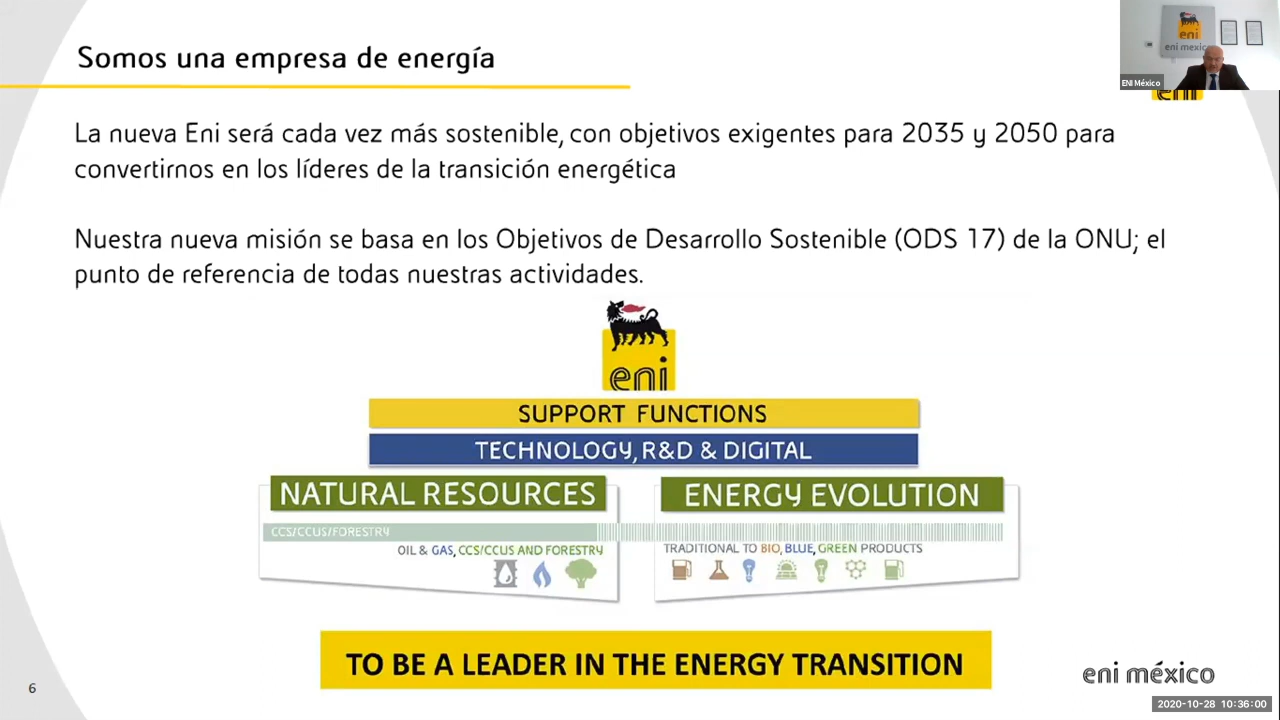 Somos una empresa de energía
eni
eni mexico
ENI México
eni
La nueva Eni será cada vez más sostenible, con objetivos exigentes para 2035 y 2050 para
convertirnos en los líderes de la transición energética
Nuestra nueva misión se basa en los Objetivos de Desarrollo Sostenible (ODS 17) de la ONU; el
punto de referencia de todas nuestras actividades.
eni
SUPPORT FUNCTIONS
TECHNOLOGY, R&D & DIGITAL
NATURAL RESOURCES
ENERGY EVOLUTION
CCS/CCUS/FORESTRY
OIL & GAS, CCS/CCUS AND FORESTRY
TRADITIONAL TO BIO, BLUE, GREEN PRODUCTS
TO BE A LEADER IN THE ENERGY TRANSITION
eni méxico
6
2020-10-28 10:36:00